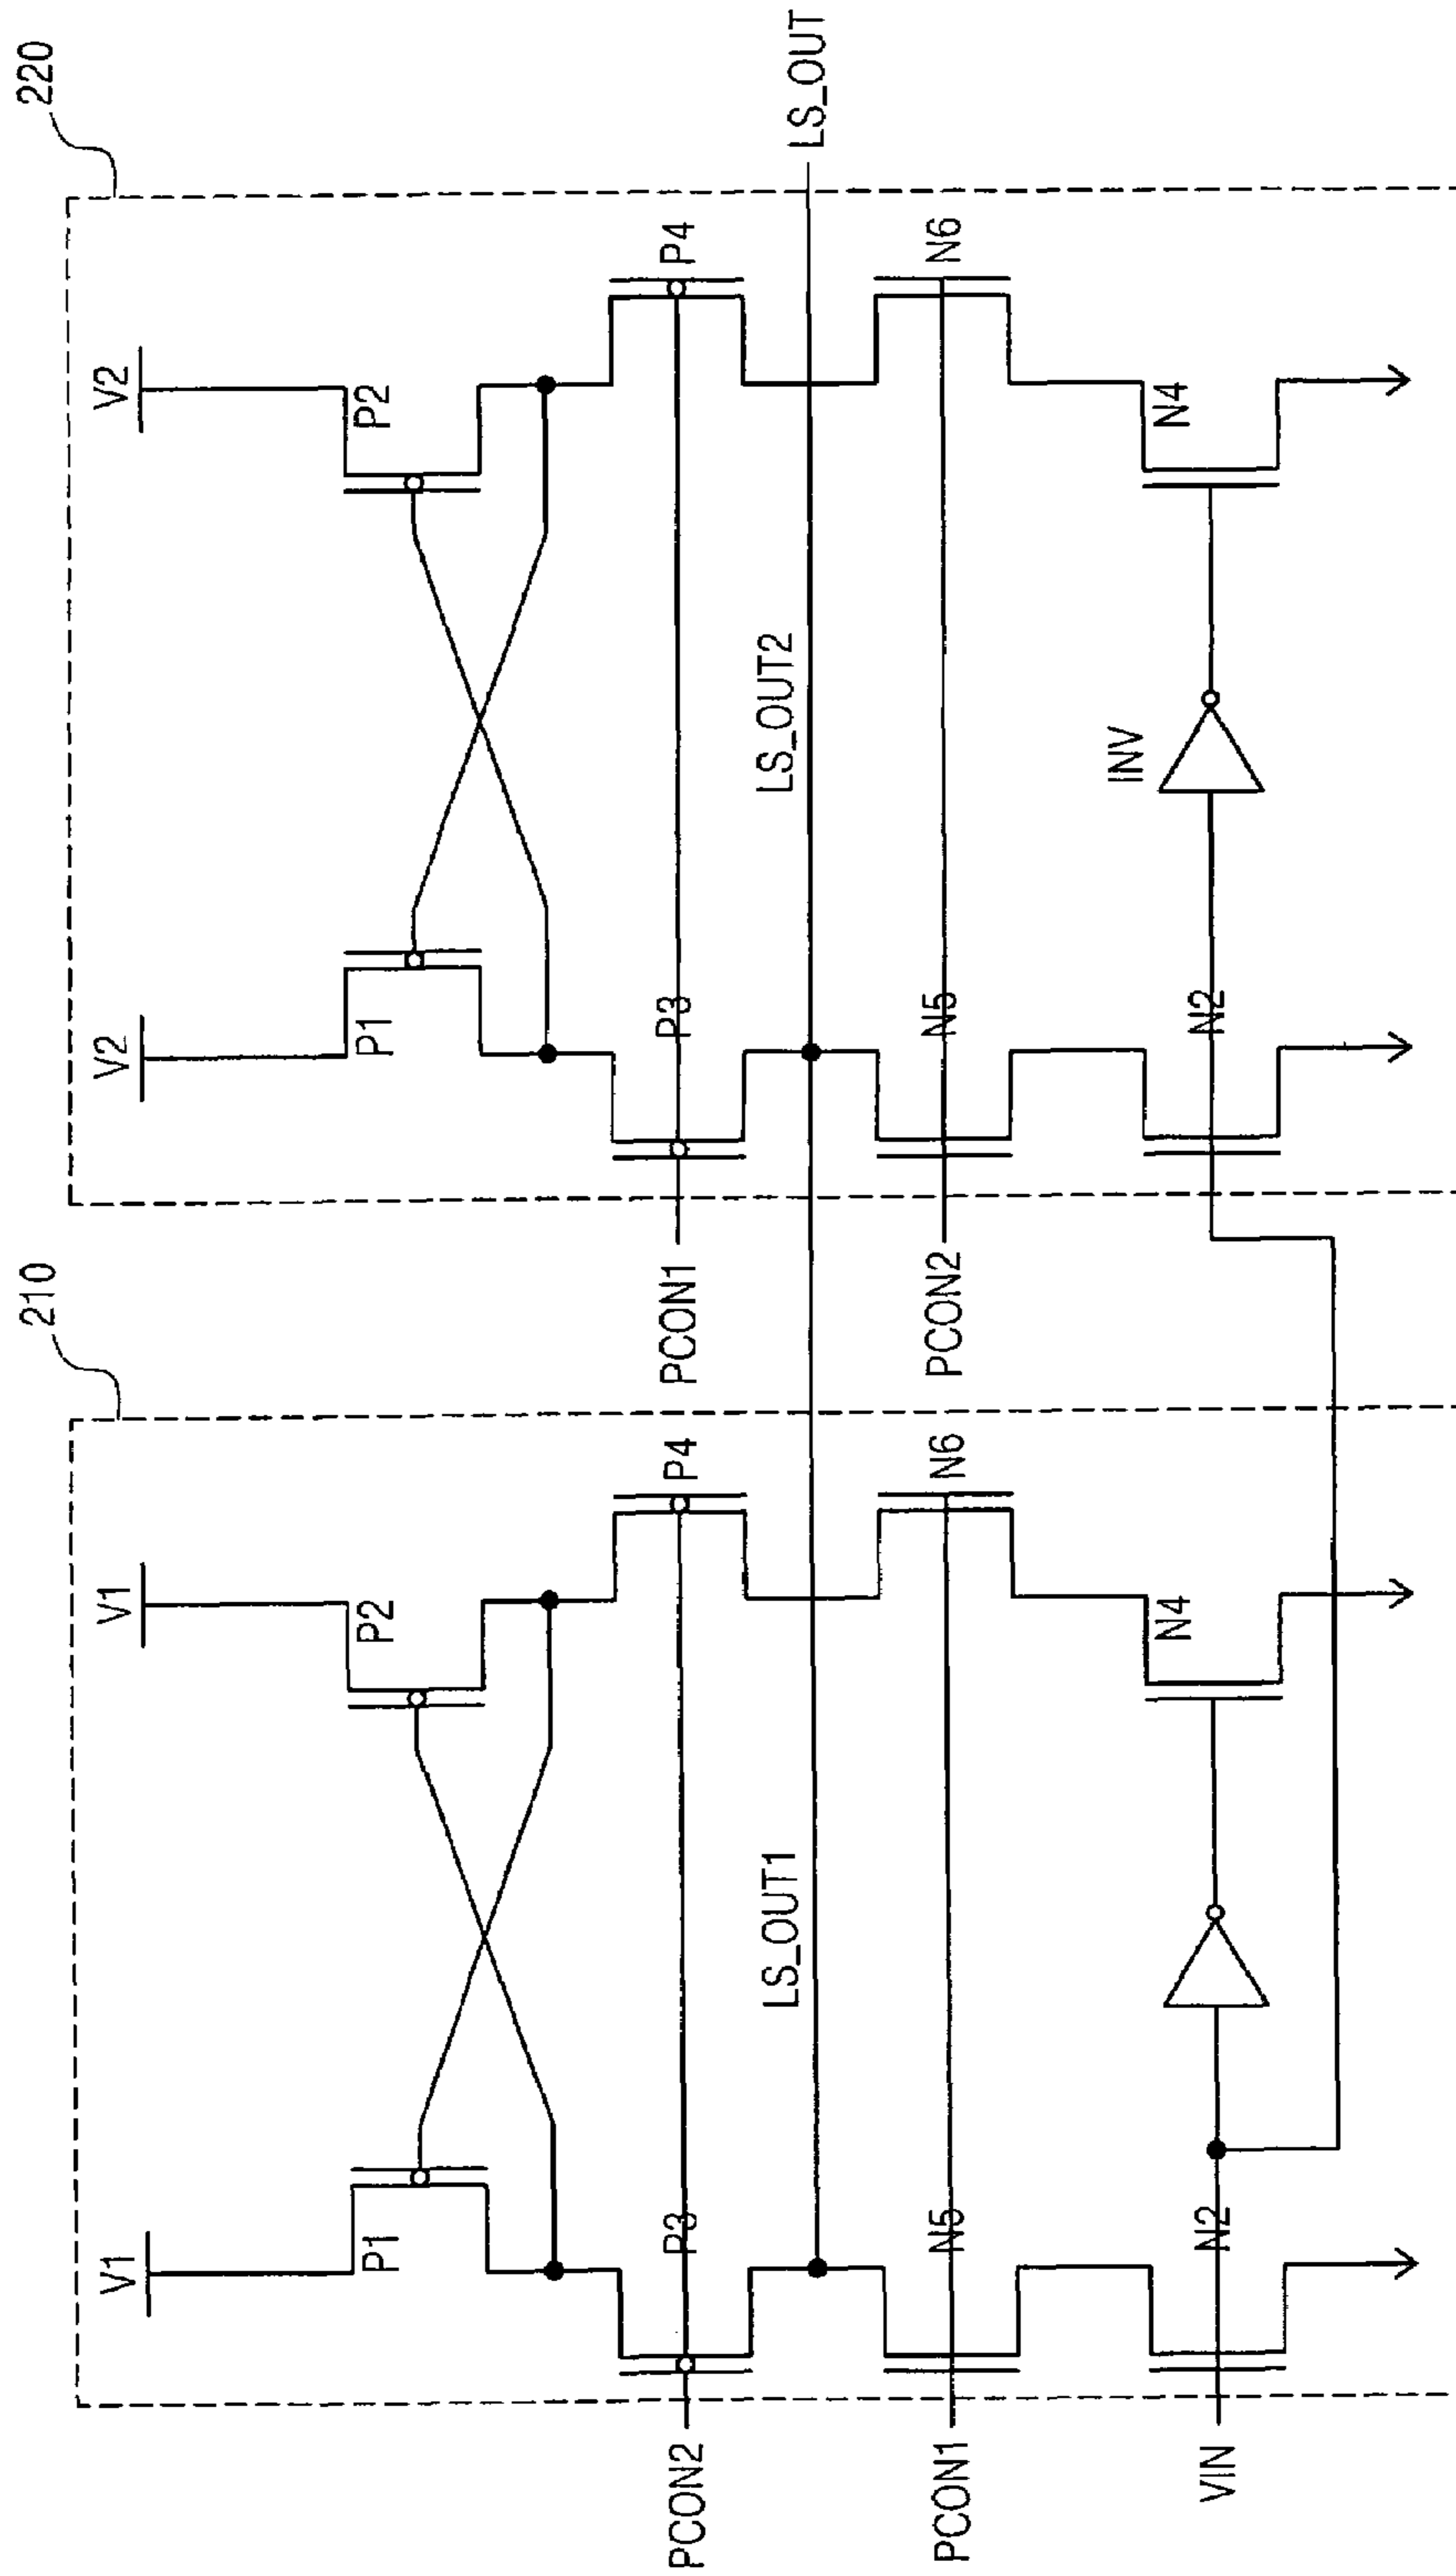 210
220
V1
V1
V2
V2
P1
P2
P1
P2
PCON2
P3
P4
PCON1
P3
P4
LS_OUT1
LS_OUT2
LS_OUT
PCON1
N5
N6
PCON2
N5
N6
VIN
N2
N4
N2
INV
N4